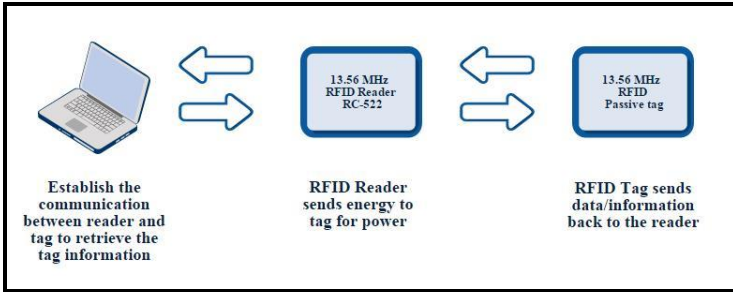 13.56 MHz
RFID Reader
RC-522
13.56 MHz
RFID
Passive tag
Establish the
communication
between reader and
tag to retrieve the
tag information
RFID Reader
sends energy to
tag for power
RFID Tag sends
data/information
back to the reader